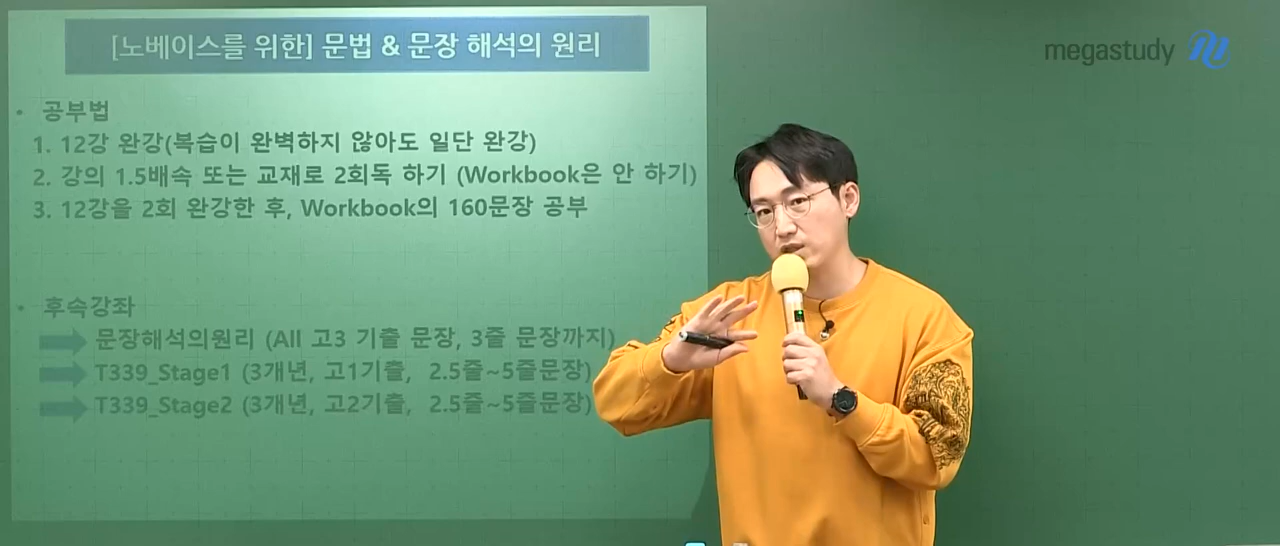 [노베이스를 위한] 문법 & 문장 해석의 원리
megastudy
• 공부법
1. 12강 완강(복습이 완벽하지 않아도 일단 완강)
2. 강의 1.5배속 또는 교재로 2회독 하기 (Workbook은 안 하기)
3. 12강을 2회 완강한 후, Workbook의 160문장 공부
• 후속강좌
문장해석의원리 (All 고3 기출 문장, 3줄 문장까지)
T339_Stage1 (3개년, 고1기출, 2.5줄~5줄문장)
T339_Stage2 (3개년, 고2기출, 2.5줄~5줄문장)